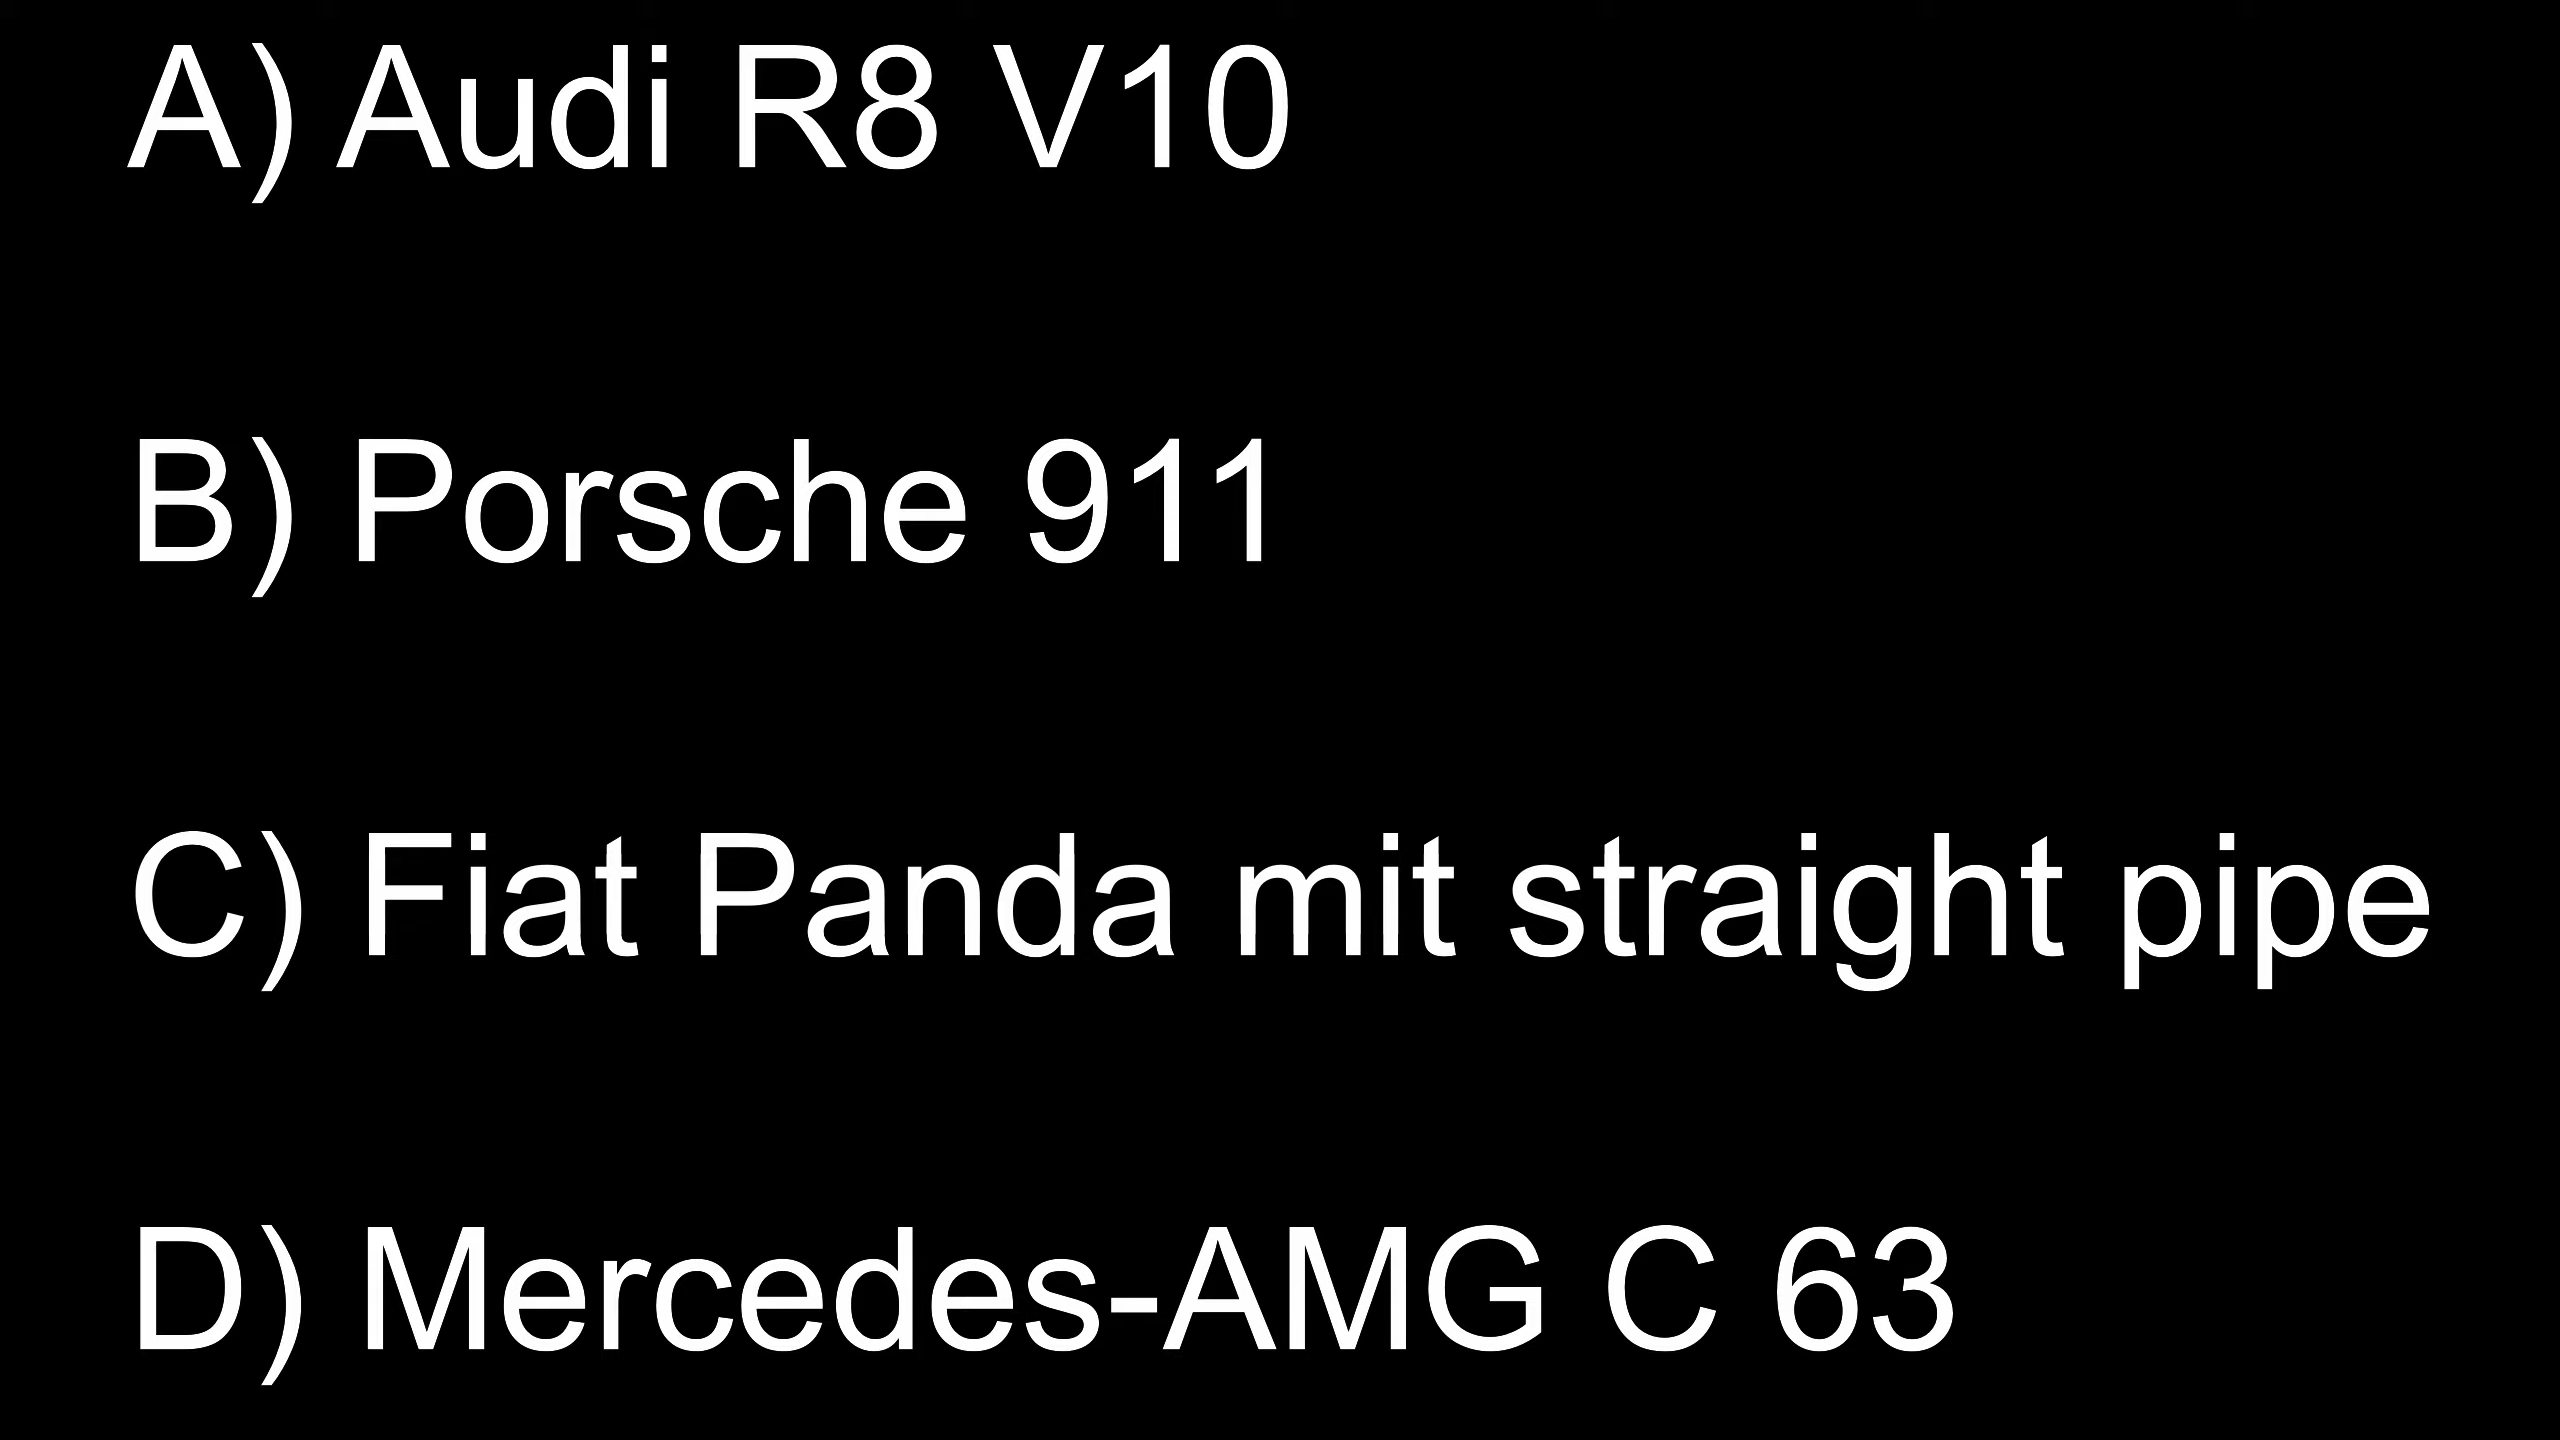 A) Audi R8 V10
B) Porsche 911
C) Fiat Panda mit straight pipe
D) Mercedes-AMG C 63